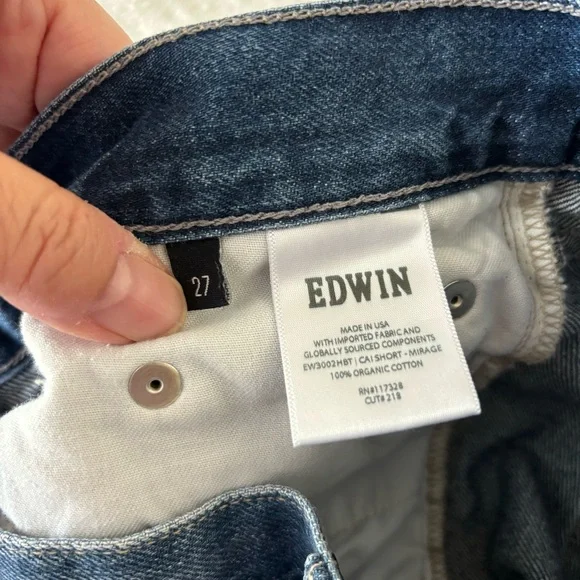 27
EDWIN
MADE IN USA
WITH IMPORTED FABRIC AND
GLOBALLY SOURCED COMPONENTS
EW3002HBT | CAI SHORT - MIRAGE
100% ORGANIC COTTON
RN#117328
CUT# 218